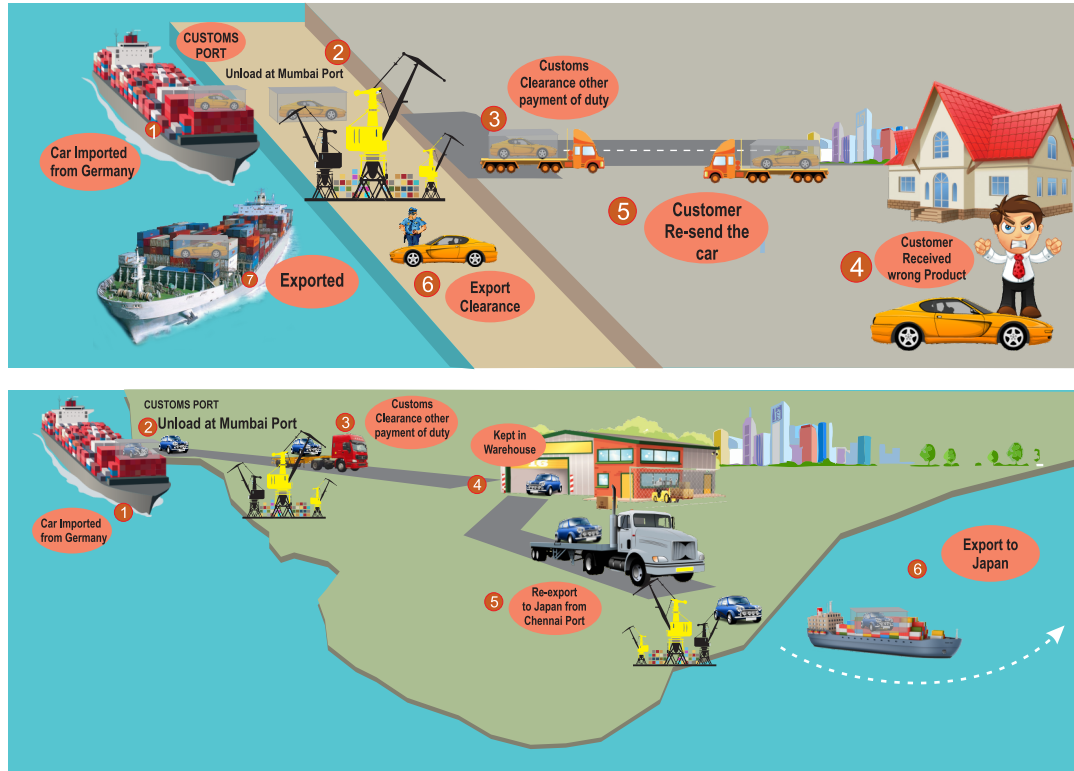 CUSTOMS
PORT
2
Unload at Mumbai Port
1
Car Imported
from Germany
3
Customs
Clearance other
payment of duty
5
Customer
Re-send the
car
4
Customer
Received
wrong Product
6
Export
Clearance
7
Exported
CUSTOMS PORT
2
Unload at Mumbai Port
3
Customs
Clearance other
payment of duty
1
Car Imported
from Germany
Kept in
Warehouse
4
5
Re-export
to Japan from
Chennai Port
6
Export to
Japan